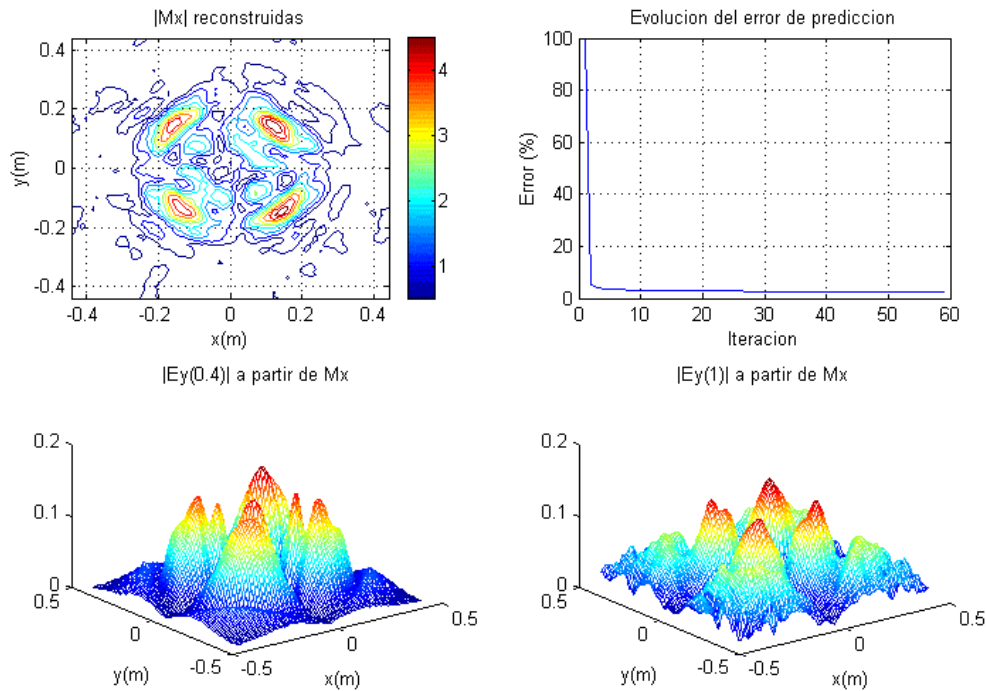 |Mx| reconstruidas
0.4
0.2
0
-0.2
-0.4
y(m)
-0.4 -0.2 0 0.2 0.4
x(m)
4
3
2
1
Evolucion del error de prediccion
100
80
60
40
20
0
Error (%)
0 10 20 30 40 50 60
Iteracion
|Ey(0.4)| a partir de Mx
0.2
0.1
0
0.5
0
-0.5
y(m)
-0.5
0
0.5
x(m)
|Ey(1)| a partir de Mx
0.2
0.1
0
0.5
0
-0.5
y(m)
-0.5
0
0.5
x(m)